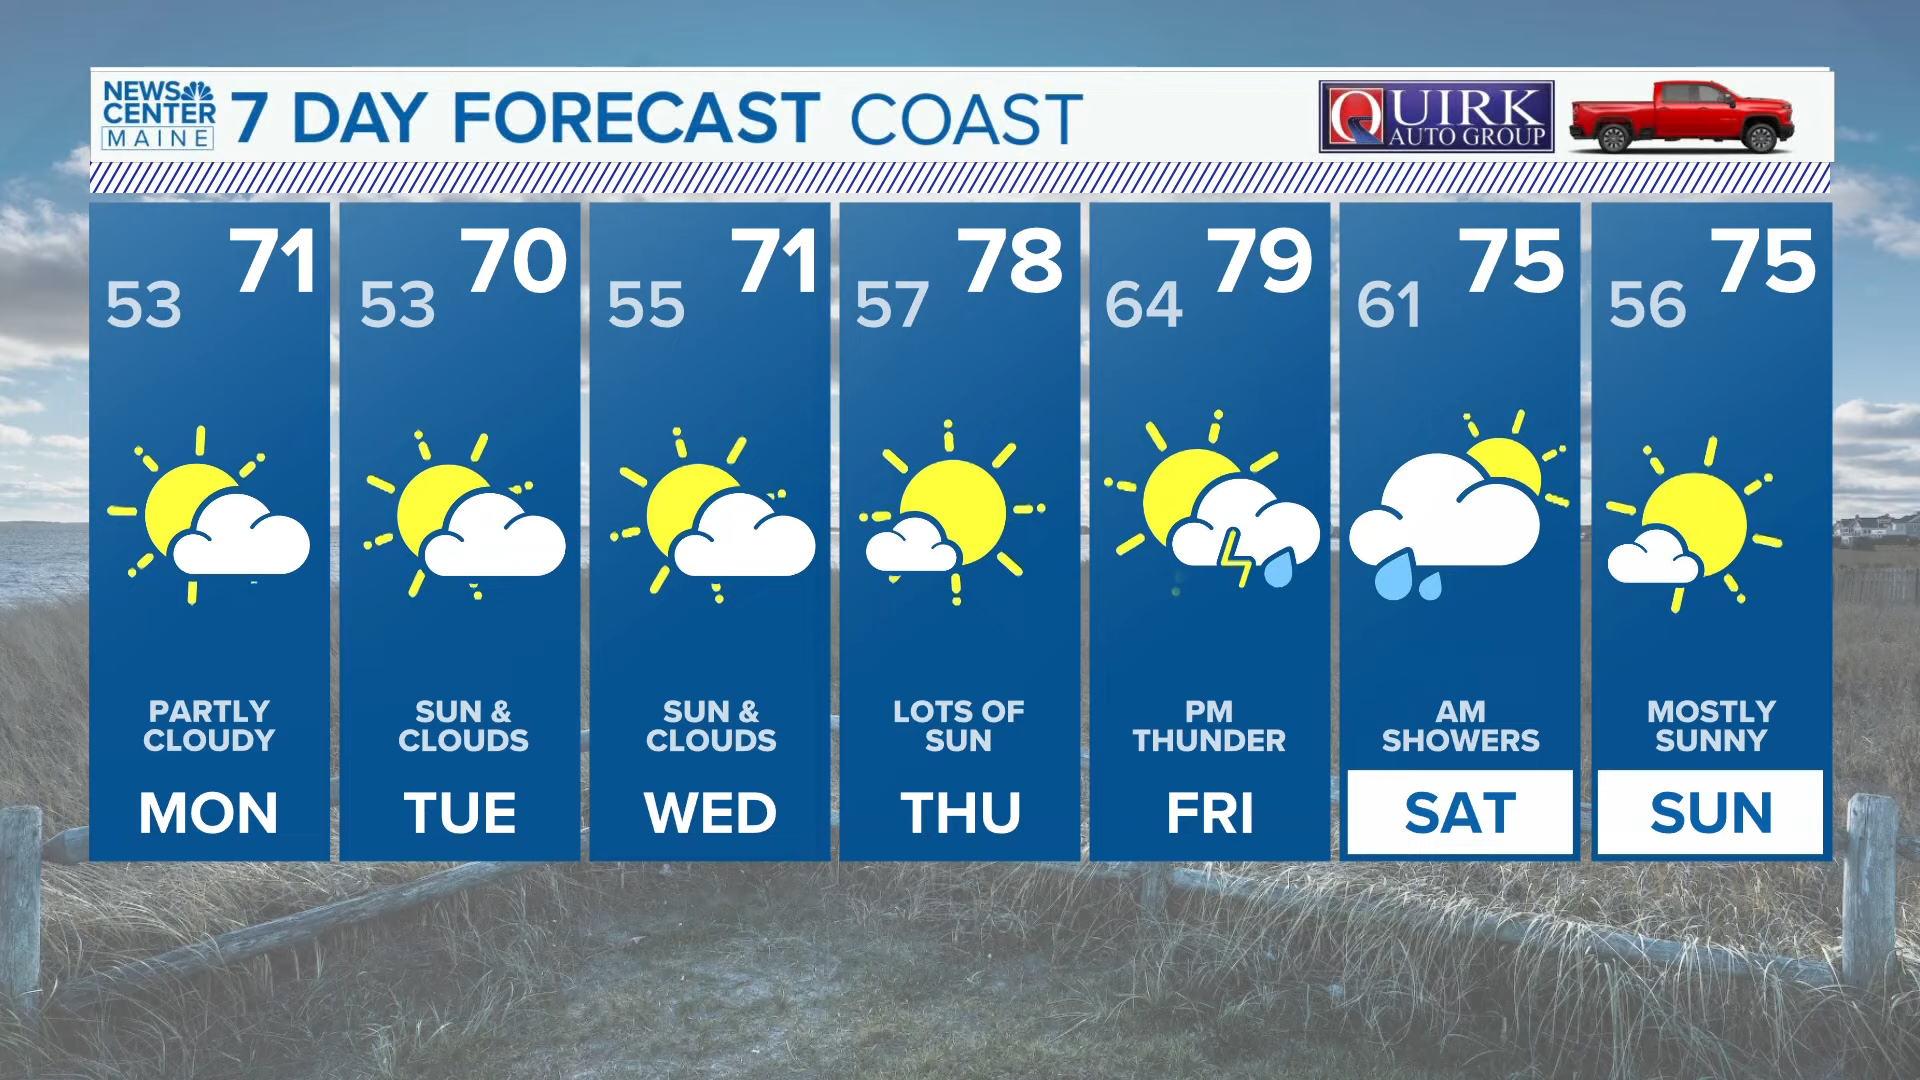 NEWS
CENTER
MAINE
7 DAY FORECAST COAST
QUIRK
AUTO GROUP
53 71
PARTLY
CLOUDY
MON
53 70
SUN &
CLOUDS
TUE
55 71
SUN &
CLOUDS
WED
57 78
LOTS OF
SUN
THU
64 79
PM
THUNDER
FRI
61 75
AM
SHOWERS
SAT
56 75
MOSTLY
SUNNY
SUN